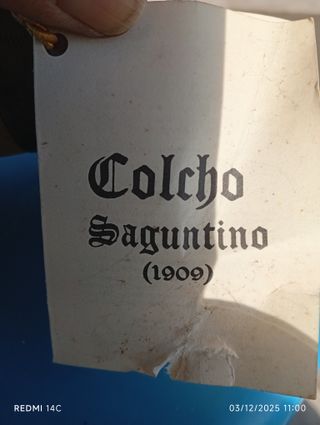 Colcho
Saguntino
(1909)
REDMI 14C
03/12/2025 11:00